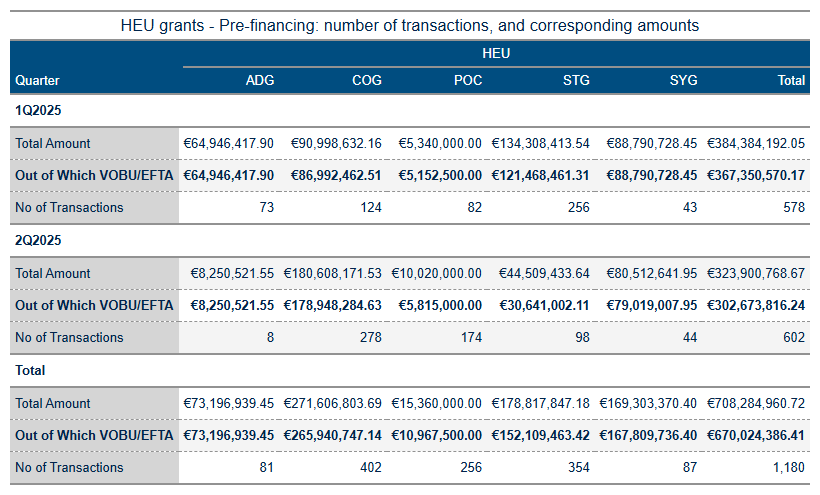 HEU grants - Pre-financing: number of transactions, and corresponding amounts
HEU
Quarter ADG COG POC STG SYG Total
1Q2025
Total Amount €64,946,417.90 €90,998,632.16 €5,340,000.00 €134,308,413.54 €88,790,728.45 €384,384,192.05
Out of Which VOBU/EFTA €64,946,417.90 €86,992,462.51 €5,152,500.00 €121,468,461.31 €88,790,728.45 €367,350,570.17
No of Transactions 73 124 82 256 43 578
2Q2025
Total Amount €8,250,521.55 €180,608,171.53 €10,020,000.00 €44,509,433.64 €80,512,641.95 €323,900,768.67
Out of Which VOBU/EFTA €8,250,521.55 €178,948,284.63 €5,815,000.00 €30,641,002.11 €79,019,007.95 €302,673,816.24
No of Transactions 8 278 174 98 44 602
Total
Total Amount €73,196,939.45 €271,606,803.69 €15,360,000.00 €178,817,847.18 €169,303,370.40 €708,284,960.72
Out of Which VOBU/EFTA €73,196,939.45 €265,940,747.14 €10,967,500.00 €152,109,463.42 €167,809,736.40 €670,024,386.41
No of Transactions 81 402 256 354 87 1,180